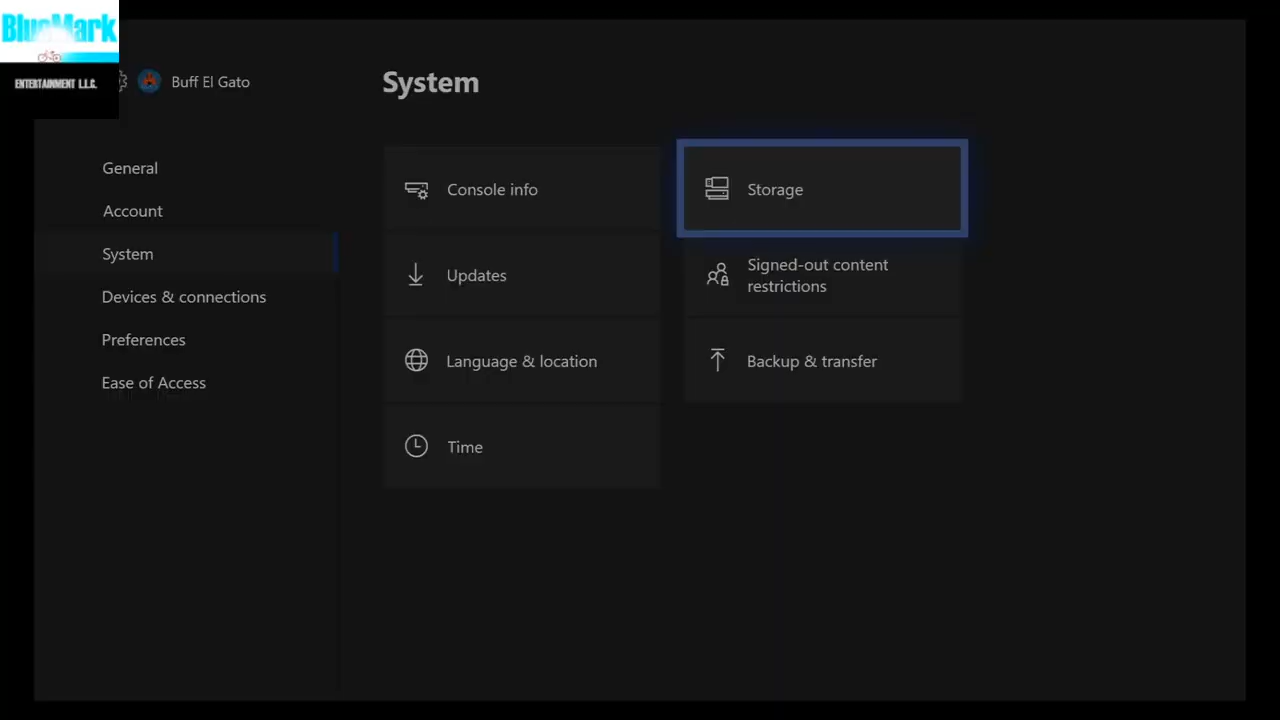 BlueMark
ENTERTAINMENT L.L.C.
Buff El Gato
System
General
Account
System
Devices & connections
Preferences
Ease of Access
Console info
Storage
Updates
Signed-out content
restrictions
Language & location
Backup & transfer
Time